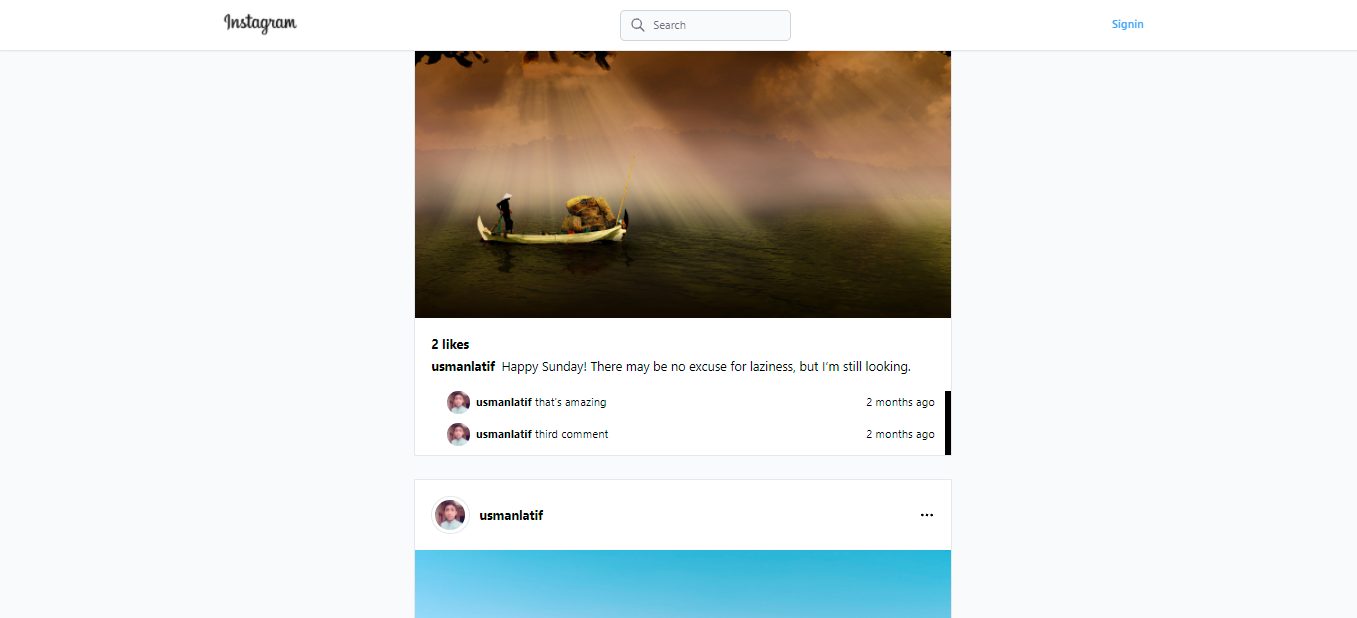 Instagram
Search
Signin
2 likes
usmanlatif Happy Sunday! There may be no excuse for laziness, but I'm still looking.
usmanlatif that's amazing 2 months ago
usmanlatif third comment 2 months ago
usmanlatif